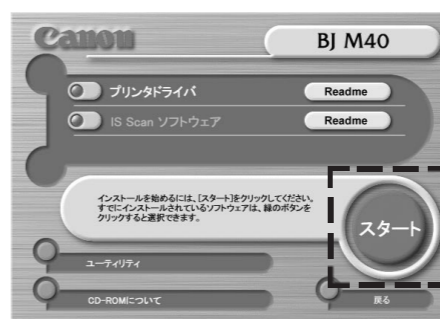 Canon
BJ M40
プリンタドライバ Readme
IS Scan ソフトウェア Readme
インストールを始めるには、[スタート]をクリックしてください。
すでにインストールされているソフトウェアは、緑のボタンを
クリックすると選択できます。
スタート
ユーティリティ
CD-ROMについて
戻る